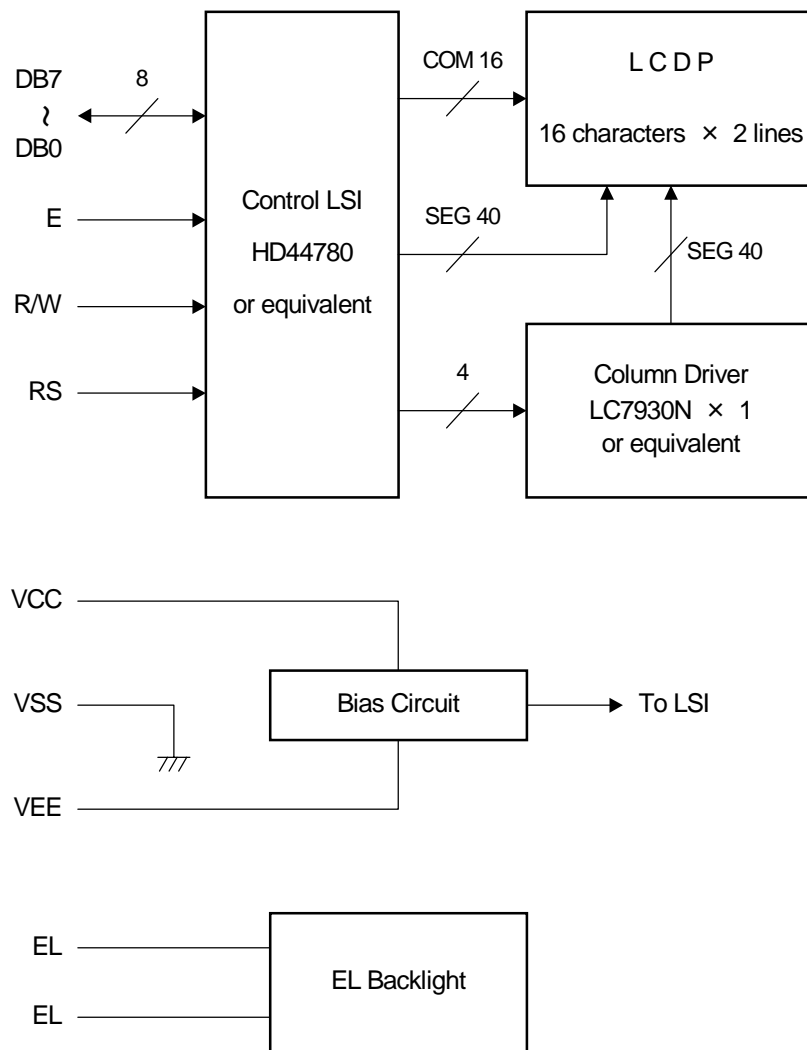 DB7
~
DB0
8
E
R/W
RS
Control LSI
HD44780
or equivalent
COM 16
SEG 40
4
L C D P
16 characters × 2 lines
SEG 40
Column Driver
LC7930N × 1
or equivalent
VCC
VSS
VEE
Bias Circuit
To LSI
EL
EL
EL Backlight